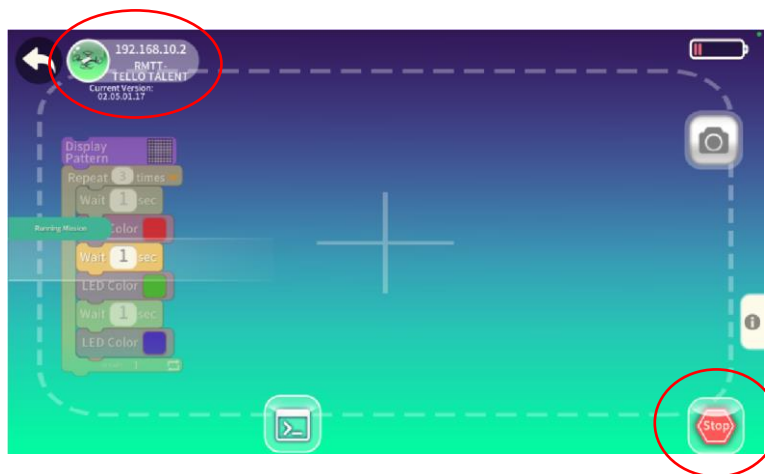 192.168.10.2
RMTT-
TELLO TALENT
Current Version:
02.05.01.17
Display
Pattern
Repeat 3 times
Wait 1 sec
Running Mission
Color
Wait 1 sec
LED Color
Wait 1 sec
LED Color
1
Stop